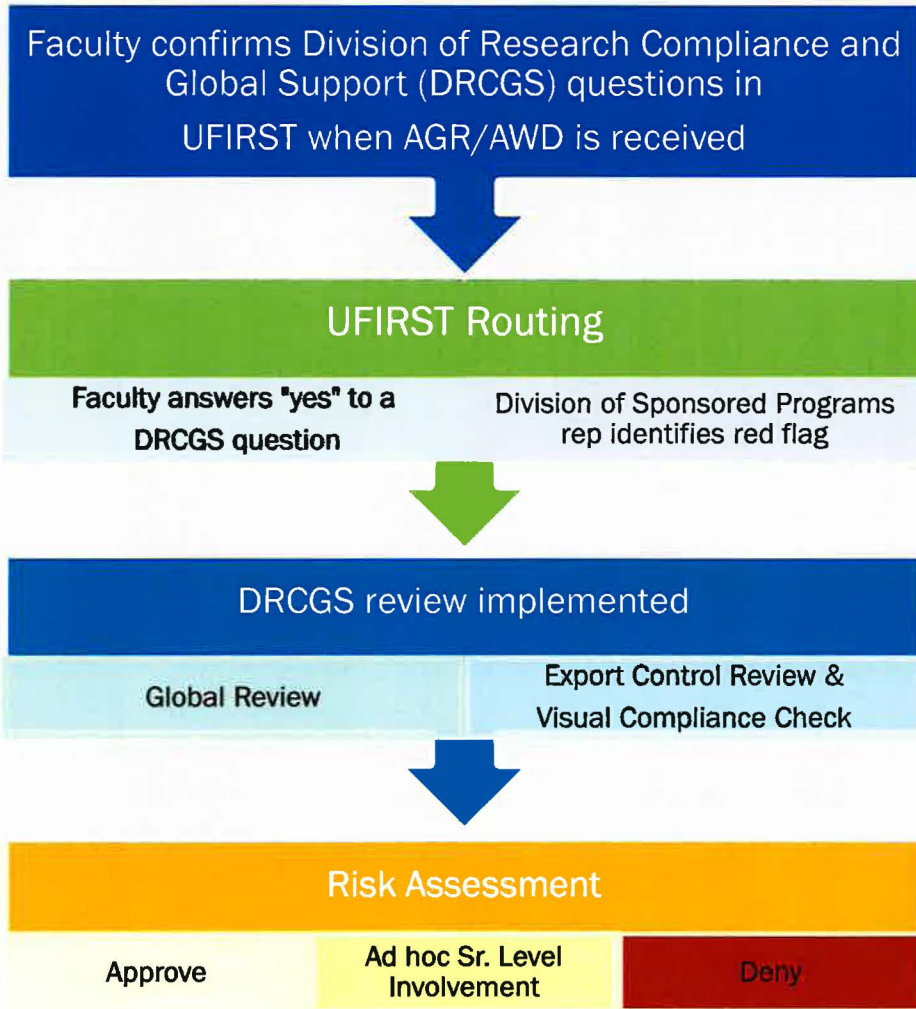 Faculty confirms Division of Research Compliance and
Global Support (DRCGS) questions in
UFIRST when AGR/AWD is received
UFIRST Routing
Faculty answers "yes" to a
DRCGS question
Division of Sponsored Programs
rep identifies red flag
DRCGS review implemented
Global Review
Export Control Review &
Visual Compliance Check
Risk Assessment
Approve
Ad hoc Sr. Level
Involvement
Deny